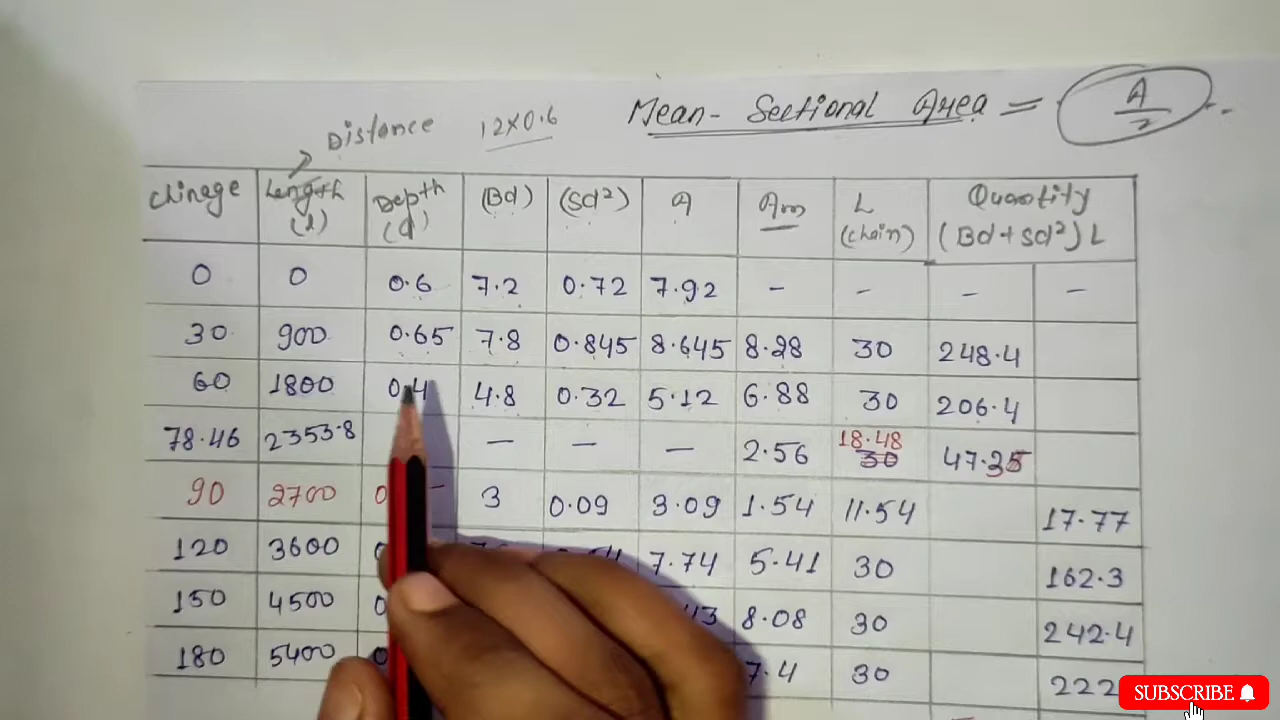 Distance 12×0.6 Mean-Sectional Area = A/2
Chinage Length (l) Depth (d) (Bd) (Sd²) A Am L (chain) Quantity (Bd+Sd²)L
0 0 0.6 7.2 0.72 7.92 - - - -
30 900 0.65 7.8 0.845 8.645 8.28 30 248.4
60 1800 0.4 4.8 0.32 5.12 6.88 30 206.4
78.46 2353.8 - - - 2.56 18.48 30 47.35
90 2700 3 0.09 3.09 1.54 11.54 17.77
120 3600 7.74 5.41 30 162.3
150 4500 8.08 30 242.4
180 5400 7.4 30 222
SUBSCRIBE